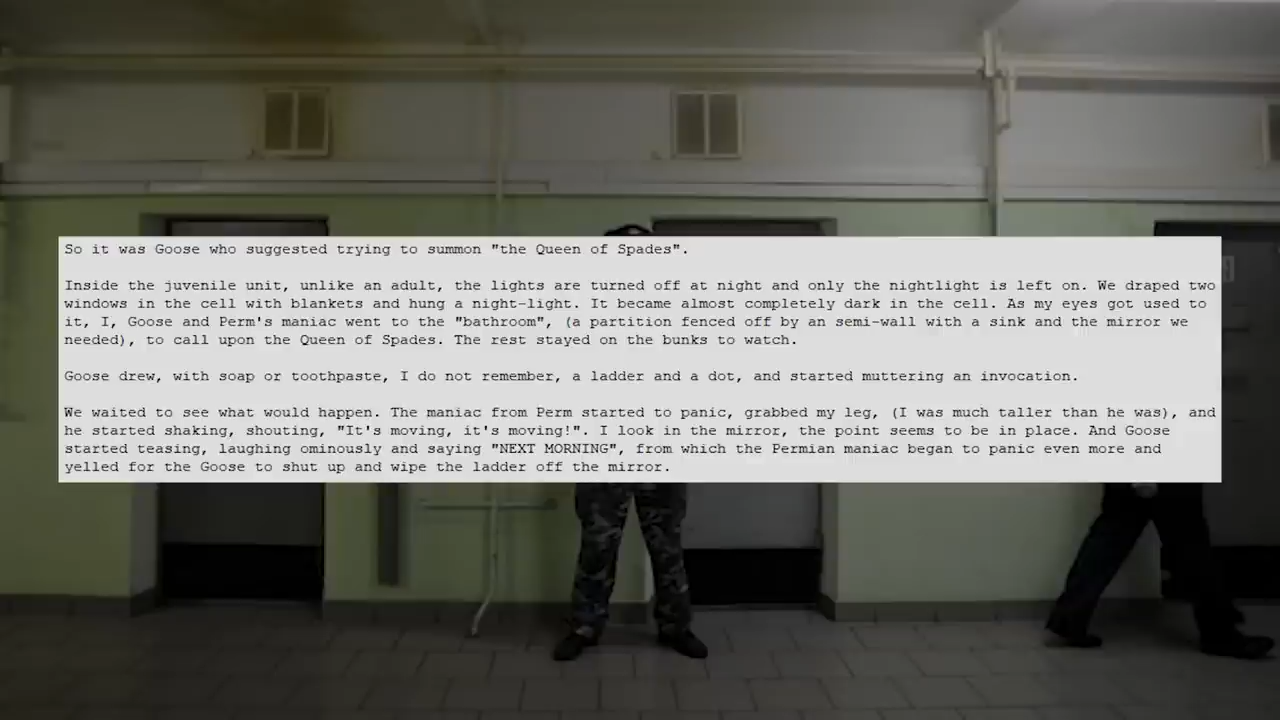 So it was Goose who suggested trying to summon "the Queen of Spades".
Inside the juvenile unit, unlike an adult, the lights are turned off at night and only the nightlight is left on. We draped two
windows in the cell with blankets and hung a night-light. It became almost completely dark in the cell. As my eyes got used to
it, I, Goose and Perm's maniac went to the "bathroom", (a partition fenced off by an semi-wall with a sink and the mirror we
needed), to call upon the Queen of Spades. The rest stayed on the bunks to watch.
Goose drew, with soap or toothpaste, I do not remember, a ladder and a dot, and started muttering an invocation.
We waited to see what would happen. The maniac from Perm started to panic, grabbed my leg, (I was much taller than he was), and
he started shaking, shouting, "It's moving, it's moving!". I look in the mirror, the point seems to be in place. And Goose
started teasing, laughing ominously and saying "NEXT MORNING", from which the Permian maniac began to panic even more and
yelled for the Goose to shut up and wipe the ladder off the mirror.